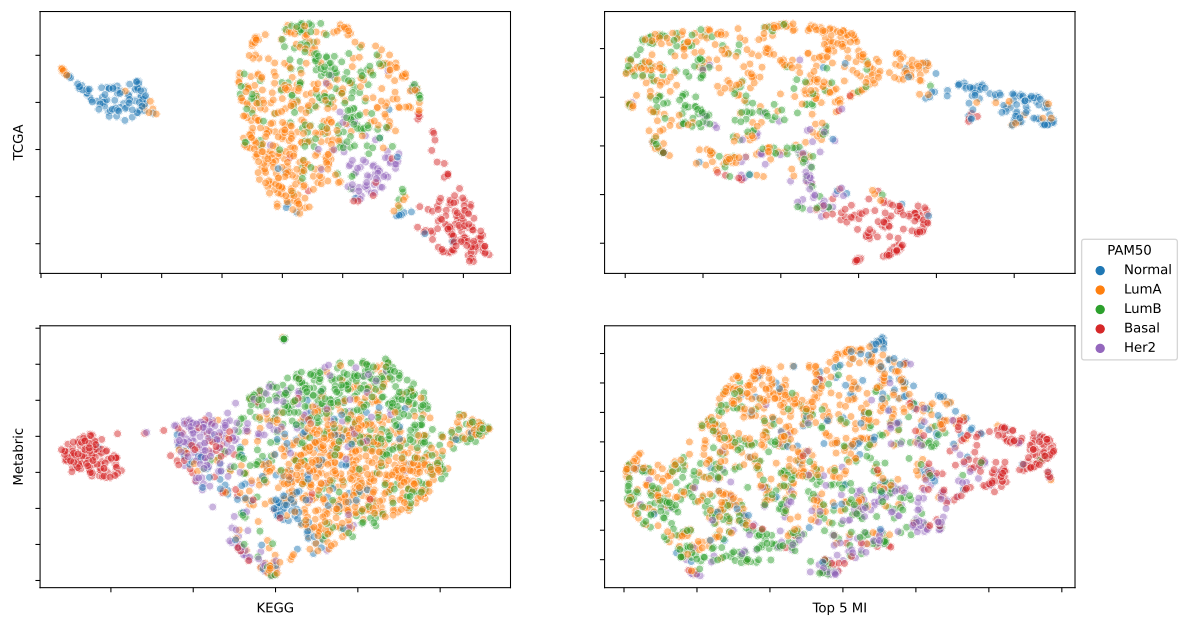 TCGA
PAM50
Normal
LumA
LumB
Basal
Her2
Metabric
KEGG
Top 5 MI